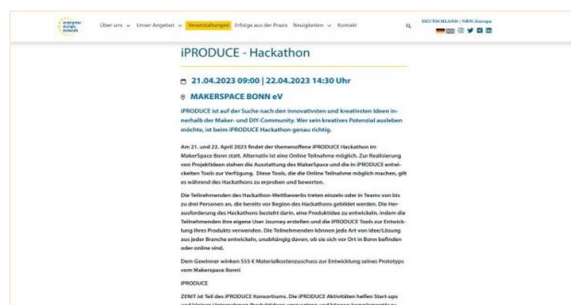 enterprise
europe
network
Über uns Unser Angebot Veranstaltungen Erfolge aus der Praxis Neuigkeiten Kontakt
DEUTSCHLAND | NRW.Europa
iPRODUCE - Hackathon
21.04.2023 09:00 | 22.04.2023 14:30 Uhr
MAKERSPACE BONN eV
iPRODUCE ist auf der Suche nach den innovativsten und kreativsten Ideen in-
nerhalb der Maker- und DIY-Community. Wer sein kreatives Potenzial ausleben
möchte, ist beim iPRODUCE Hackathon genau richtig.
Am 21. und 22. April 2023 findet der themenoffene iPRODUCE Hackathon im
MakerSpace Bonn statt. Alternativ ist eine Online Teilnahme möglich. Zur Realisierung
von Projektideen stehen die Ausstattung des MakerSpace und die in iPRODUCE entwi-
ckelten Tools zur Verfügung. Diese Tools, die die Online Teilnahme möglich machen, gilt
es während des Hackathons zu erproben und bewerten.
Die Teilnehmenden des Hackathon-Wettbewerbs treten einzeln oder in Teams von bis
zu drei Personen an, die bereits vor Beginn des Hackathons gebildet werden. Die Her-
ausforderung des Hackathons besteht darin, eine Produktidee zu entwickeln, indem die
Teilnehmenden ihre eigene User Journey erstellen und die iPRODUCE Tools zur Entwick-
lung ihres Produkts verwenden. Die Teilnehmenden können jede Art von Idee/Lösung
aus jeder Branche entwickeln, unabhängig davon, ob sie sich vor Ort in Bonn befinden
oder online sind.
Dem Gewinner winken 555 € Materialkostenzuschuss zur Entwicklung seines Prototyps
vom Makerspace Bonn!
IPRODUCE
ZENIT ist Teil des iPRODUCE Konsortiums. Die iPRODUCE Aktivitäten helfen Start-ups